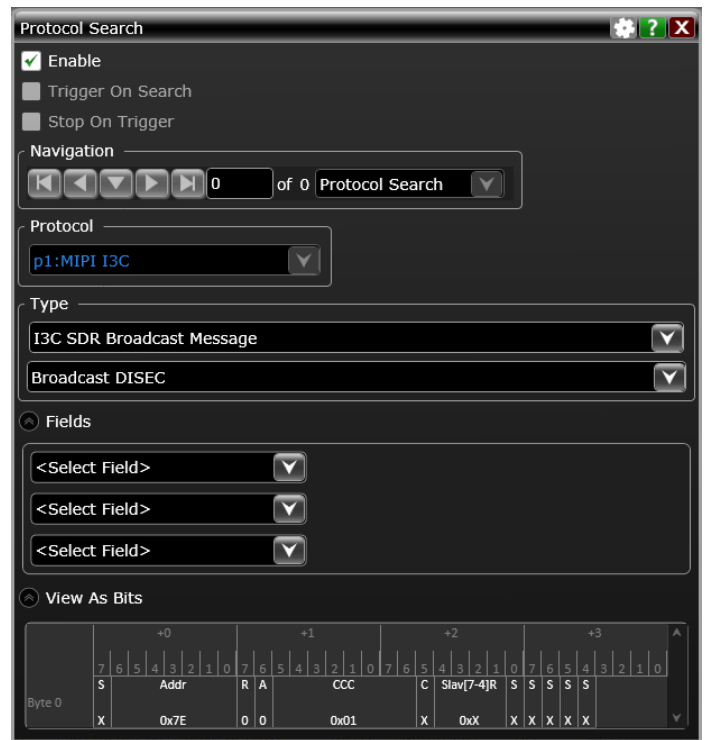 Protocol Search
?
X
Enable
Trigger On Search
Stop On Trigger
Navigation
0 of 0 Protocol Search
Protocol
p1:MIPI I3C
Type
I3C SDR Broadcast Message
Broadcast DISEC
Fields
<Select Field>
<Select Field>
<Select Field>
View As Bits
+0 +1 +2 +3
7 6 5 4 3 2 1 0 7 6 5 4 3 2 1 0 7 6 5 4 3 2 1 0 7 6 5 4 3 2 1 0
S Addr R A CCC C Slav[7-4]R S S S S S
Byte 0
X 0x7E 0 0 0x01 X 0xX X X X X X